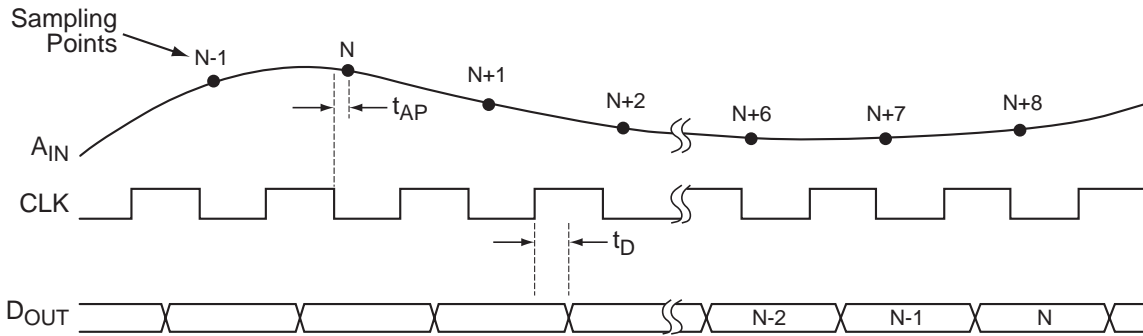 Sampling
Points
N-1
N
N+1
N+2
N+6
N+7
N+8
tAP
AIN
CLK
tD
DOUT
N-2
N-1
N